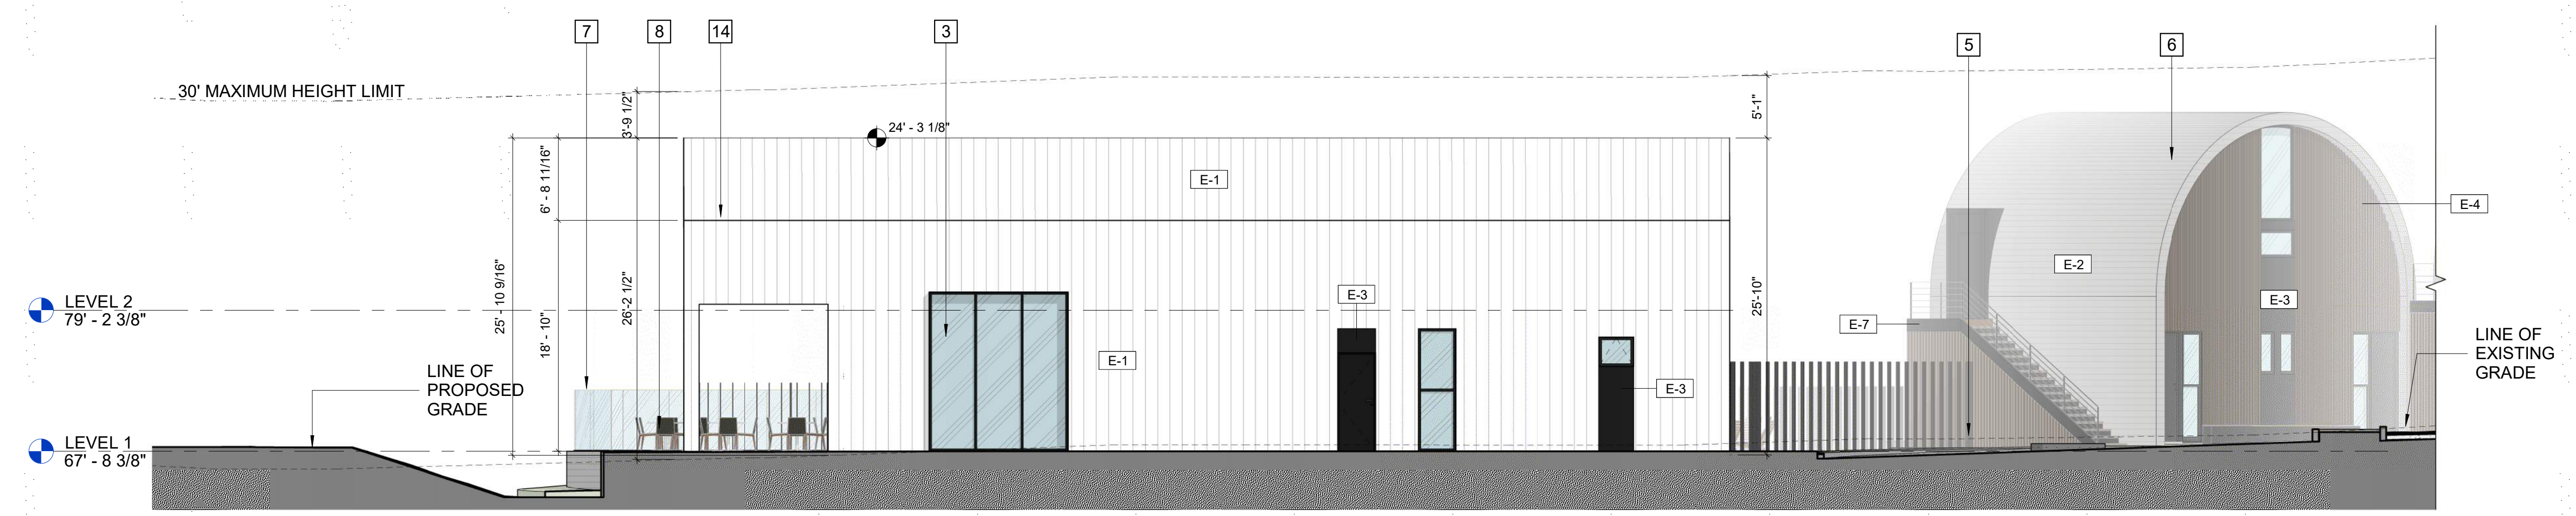 7
8
14
3
5
6
30' MAXIMUM HEIGHT LIMIT
3'-9 1/2"
5'-1"
24' - 3 1/8"
6' - 8 11/16"
E-1
E-4
E-2
25' - 10 9/16"
26'-2 1/2"
18' - 10"
25'-10"
LEVEL 2
79' - 2 3/8"
E-3
E-3
E-7
E-1
E-3
LINE OF
PROPOSED
GRADE
LINE OF
EXISTING
GRADE
LEVEL 1
67' - 8 3/8"